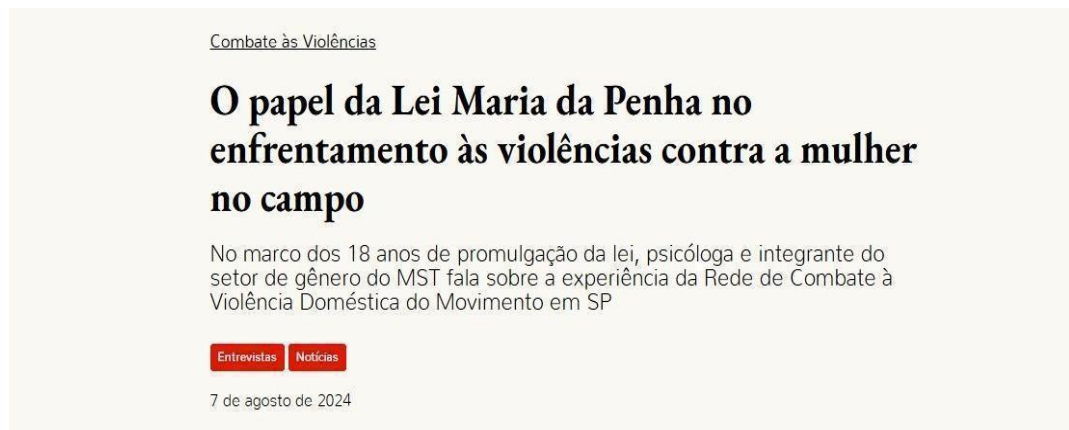 Combate às Violências
O papel da Lei Maria da Penha no
enfrentamento às violências contra a mulher
no campo
No marco dos 18 anos de promulgação da lei, psicóloga e integrante do
setor de gênero do MST fala sobre a experiência da Rede de Combate à
Violência Doméstica do Movimento em SP
Entrevistas Notícias
7 de agosto de 2024